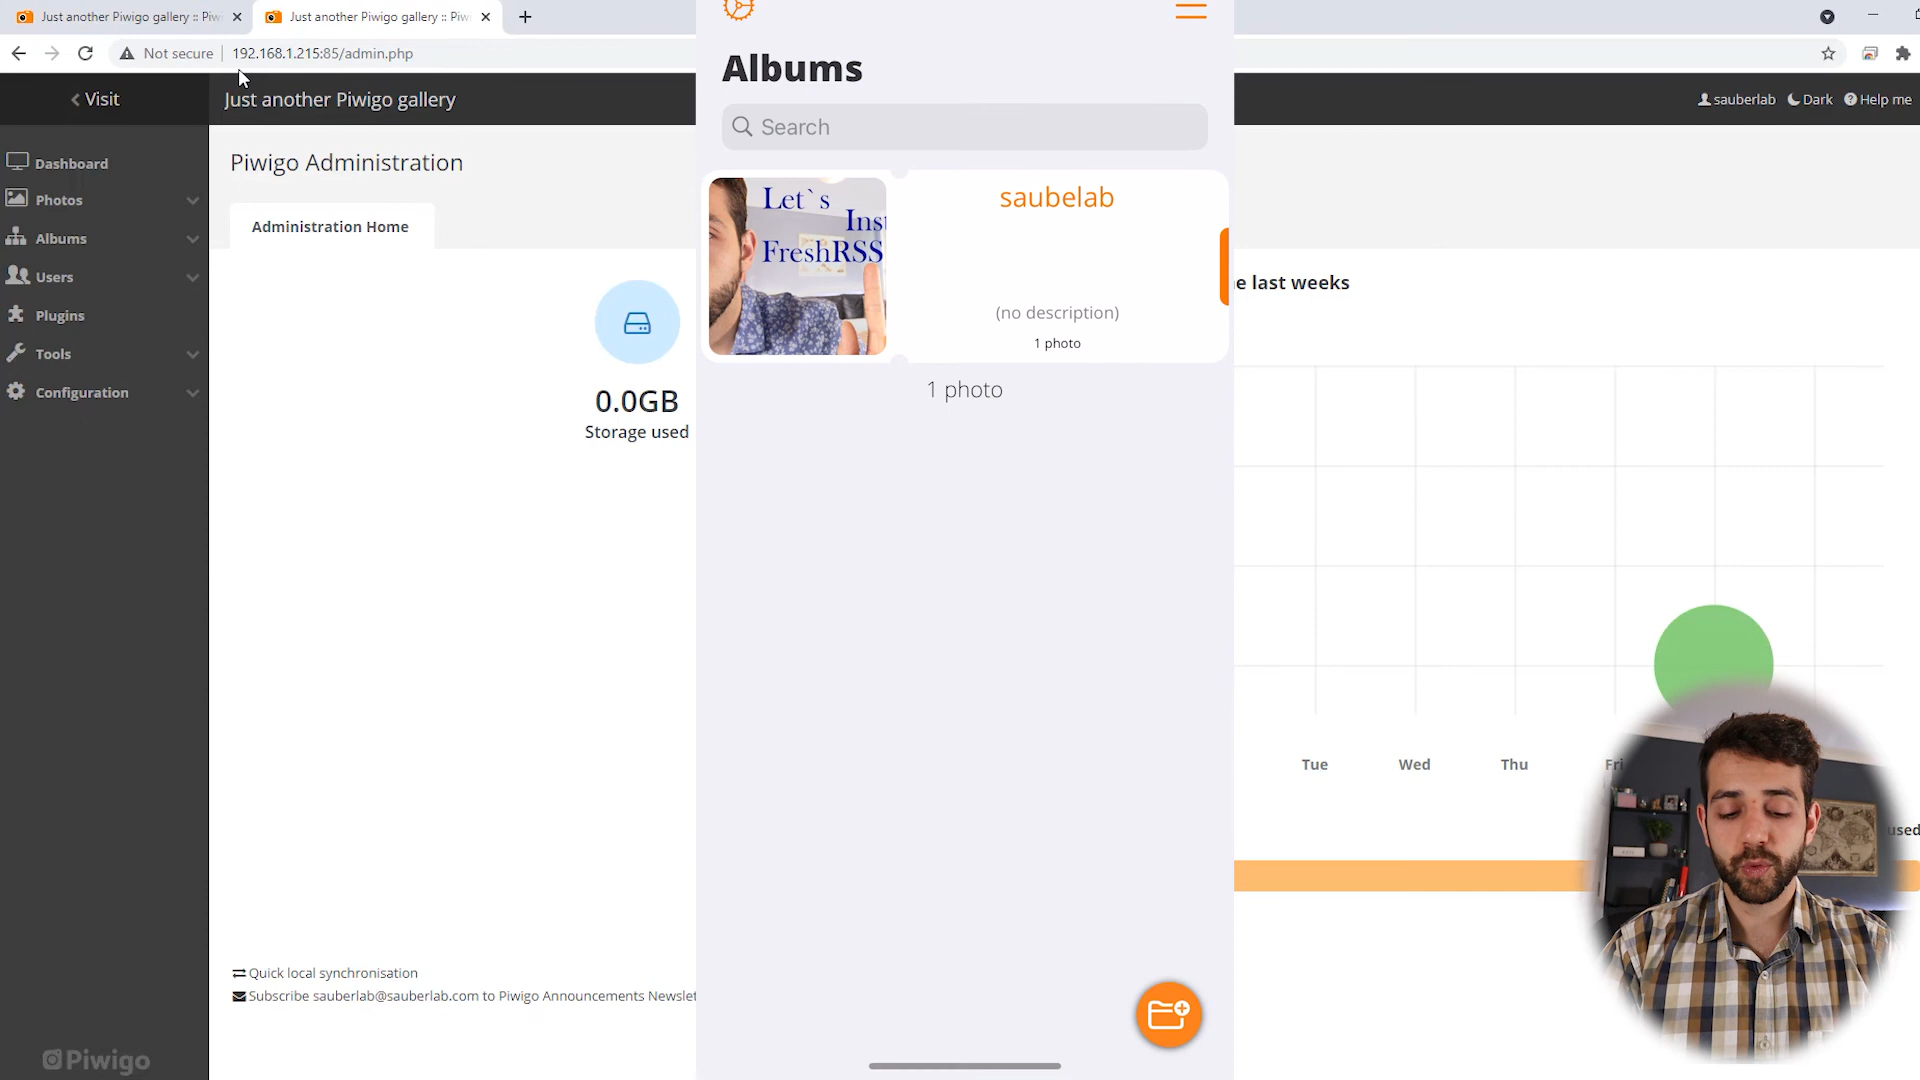 Just another Piwigo gallery :: Piw
Just another Piwigo gallery :: Piw
Not secure
192.168.1.215:85/admin.php
Visit
Just another Piwigo gallery
sauberlab
Dark
Help me
Dashboard
Photos
Albums
Users
Plugins
Tools
Configuration
Piwigo
Piwigo Administration
Administration Home
0.0GB
Storage used
Quick local synchronisation
Subscribe sauberlab@sauberlab.com to Piwigo Announcements Newslet
Albums
Search
Let`s
Inst
FreshRSS
saubelab
(no description)
1 photo
1 photo
e last weeks
Tue
Wed
Thu
Fri
used